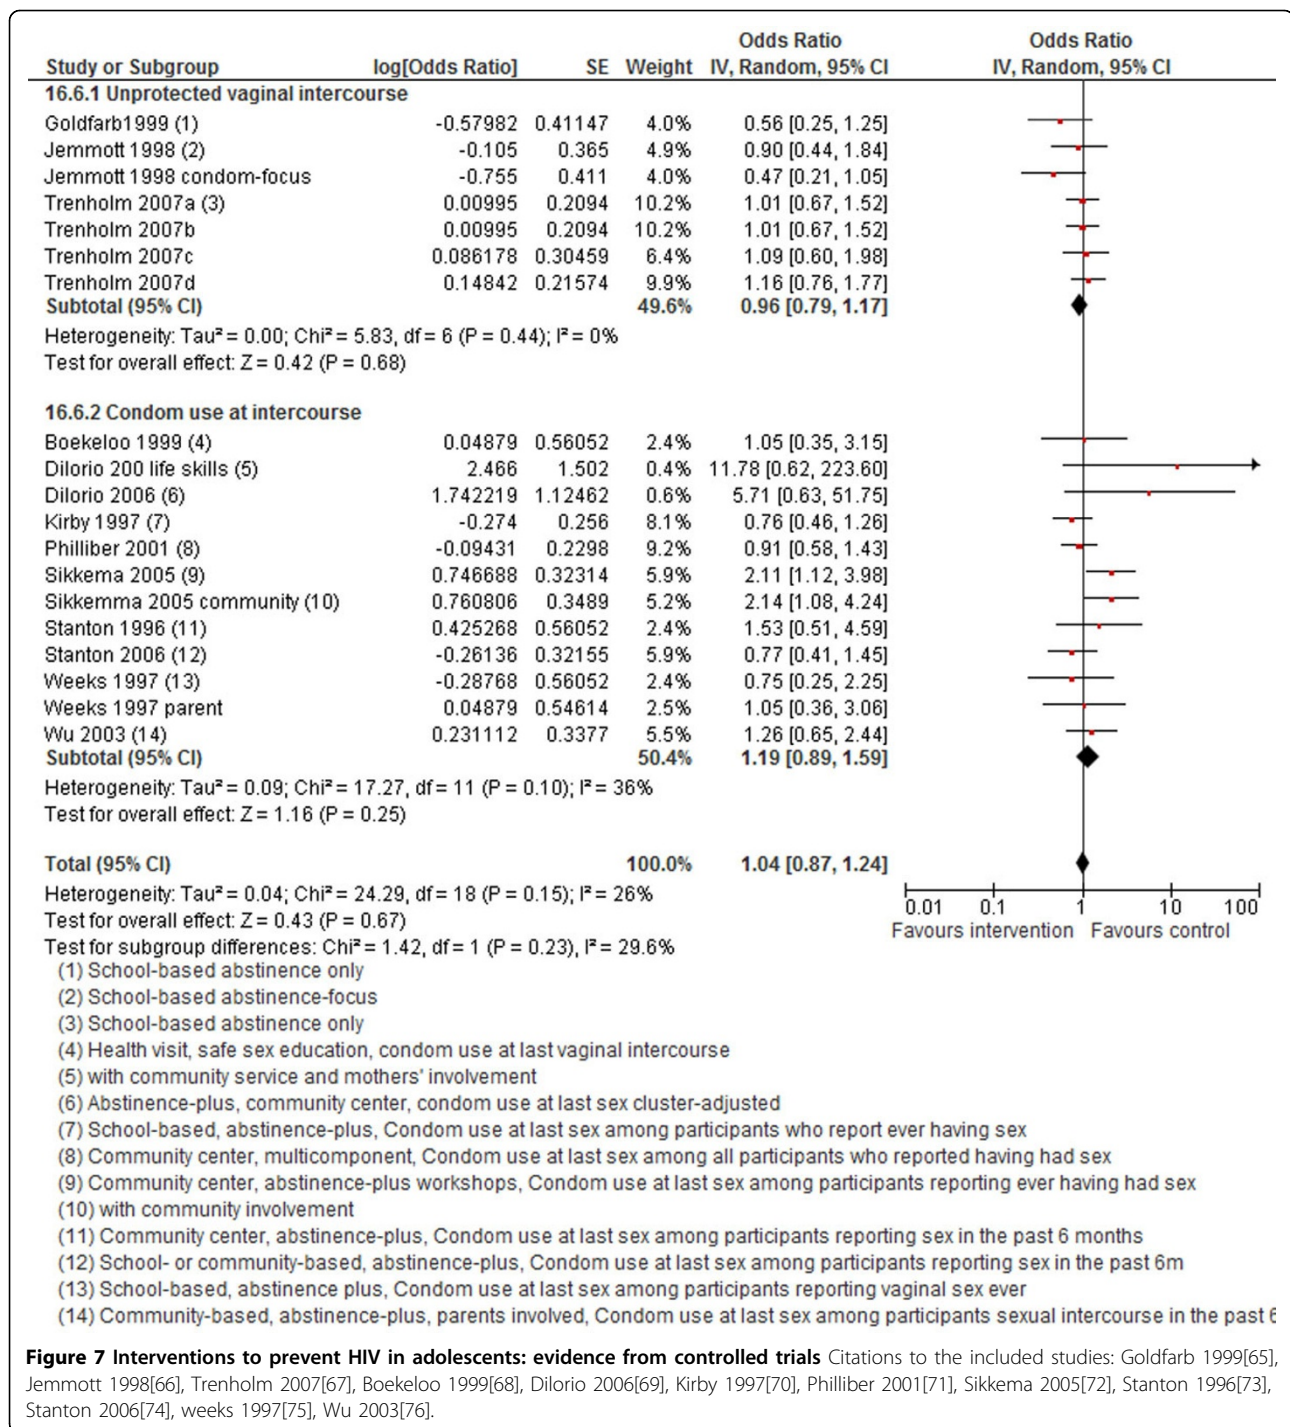 Odds Ratio Odds Ratio
Study or Subgroup log[Odds Ratio] SE Weight IV, Random, 95% CI IV, Random, 95% CI
16.6.1 Unprotected vaginal intercourse
Goldfarb1999 (1) -0.57982 0.41147 4.0% 0.56 [0.25, 1.25]
Jemmott 1998 (2) -0.105 0.365 4.9% 0.90 [0.44, 1.84]
Jemmott 1998 condom-focus -0.755 0.411 4.0% 0.47 [0.21, 1.05]
Trenholm 2007a (3) 0.00995 0.2094 10.2% 1.01 [0.67, 1.52]
Trenholm 2007b 0.00995 0.2094 10.2% 1.01 [0.67, 1.52]
Trenholm 2007c 0.086178 0.30459 6.4% 1.09 [0.60, 1.98]
Trenholm 2007d 0.14842 0.21574 9.9% 1.16 [0.76, 1.77]
Subtotal (95% CI) 49.6% 0.96 [0.79, 1.17]
Heterogeneity: Tau² = 0.00; Chi² = 5.83, df = 6 (P = 0.44); I² = 0%
Test for overall effect: Z = 0.42 (P = 0.68)
16.6.2 Condom use at intercourse
Boekeloo 1999 (4) 0.04879 0.56052 2.4% 1.05 [0.35, 3.15]
Dilorio 200 life skills (5) 2.466 1.502 0.4% 11.78 [0.62, 223.60]
Dilorio 2006 (6) 1.742219 1.12462 0.6% 5.71 [0.63, 51.75]
Kirby 1997 (7) -0.274 0.256 8.1% 0.76 [0.46, 1.26]
Philliber 2001 (8) -0.09431 0.2298 9.2% 0.91 [0.58, 1.43]
Sikkema 2005 (9) 0.746688 0.32314 5.9% 2.11 [1.12, 3.98]
Sikkemma 2005 community (10) 0.760806 0.3489 5.2% 2.14 [1.08, 4.24]
Stanton 1996 (11) 0.425268 0.56052 2.4% 1.53 [0.51, 4.59]
Stanton 2006 (12) -0.26136 0.32155 5.9% 0.77 [0.41, 1.45]
Weeks 1997 (13) -0.28768 0.56052 2.4% 0.75 [0.25, 2.25]
Weeks 1997 parent 0.04879 0.54614 2.5% 1.05 [0.36, 3.06]
Wu 2003 (14) 0.231112 0.3377 5.5% 1.26 [0.65, 2.44]
Subtotal (95% CI) 50.4% 1.19 [0.89, 1.59]
Heterogeneity: Tau² = 0.09; Chi² = 17.27, df = 11 (P = 0.10); I² = 36%
Test for overall effect: Z = 1.16 (P = 0.25)
Total (95% CI) 100.0% 1.04 [0.87, 1.24]
Heterogeneity: Tau² = 0.04; Chi² = 24.29, df = 18 (P = 0.15); I² = 26%
Test for overall effect: Z = 0.43 (P = 0.67)
Test for subgroup differences: Chi² = 1.42, df = 1 (P = 0.23), I² = 29.6%
0.01 0.1 1 10 100
Favours intervention Favours control
(1) School-based abstinence only
(2) School-based abstinence-focus
(3) School-based abstinence only
(4) Health visit, safe sex education, condom use at last vaginal intercourse
(5) with community service and mothers' involvement
(6) Abstinence-plus, community center, condom use at last sex cluster-adjusted
(7) School-based, abstinence-plus, Condom use at last sex among participants who report ever having sex
(8) Community center, multicomponent, Condom use at last sex among all participants who reported having had sex
(9) Community center, abstinence-plus workshops, Condom use at last sex among participants reporting ever having had sex
(10) with community involvement
(11) Community center, abstinence-plus, Condom use at last sex among participants reporting sex in the past 6 months
(12) School- or community-based, abstinence-plus, Condom use at last sex among participants reporting sex in the past 6m
(13) School-based, abstinence plus, Condom use at last sex among participants reporting vaginal sex ever
(14) Community-based, abstinence-plus, parents involved, Condom use at last sex among participants sexual intercourse in the past 6
Figure 7 Interventions to prevent HIV in adolescents: evidence from controlled trials Citations to the included studies: Goldfarb 1999[65],
Jemmott 1998[66], Trenholm 2007[67], Boekeloo 1999[68], Dilorio 2006[69], Kirby 1997[70], Philliber 2001[71], Sikkema 2005[72], Stanton 1996[73],
Stanton 2006[74], weeks 1997[75], Wu 2003[76].